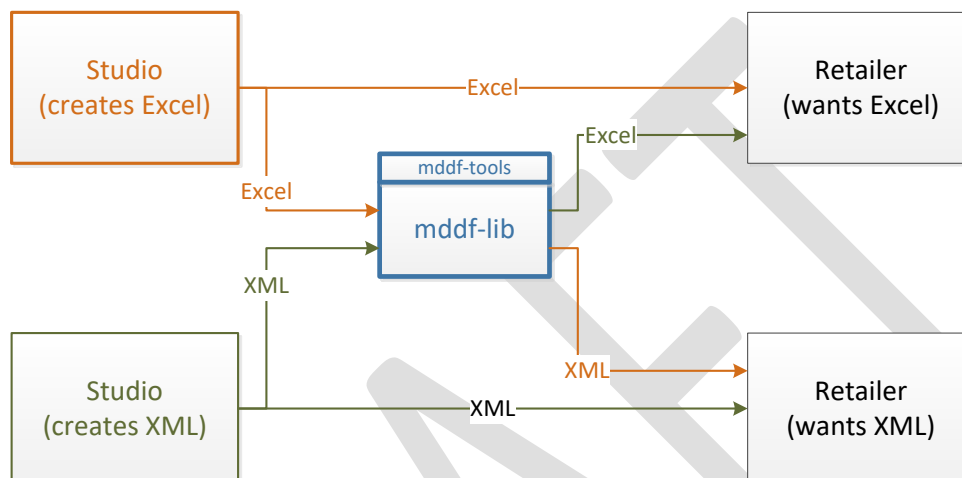 Studio
(creates Excel)
Excel
Retailer
(wants Excel)
Excel
mddf-tools
mddf-lib
Excel
XML
XML
Studio
(creates XML)
XML
Retailer
(wants XML)